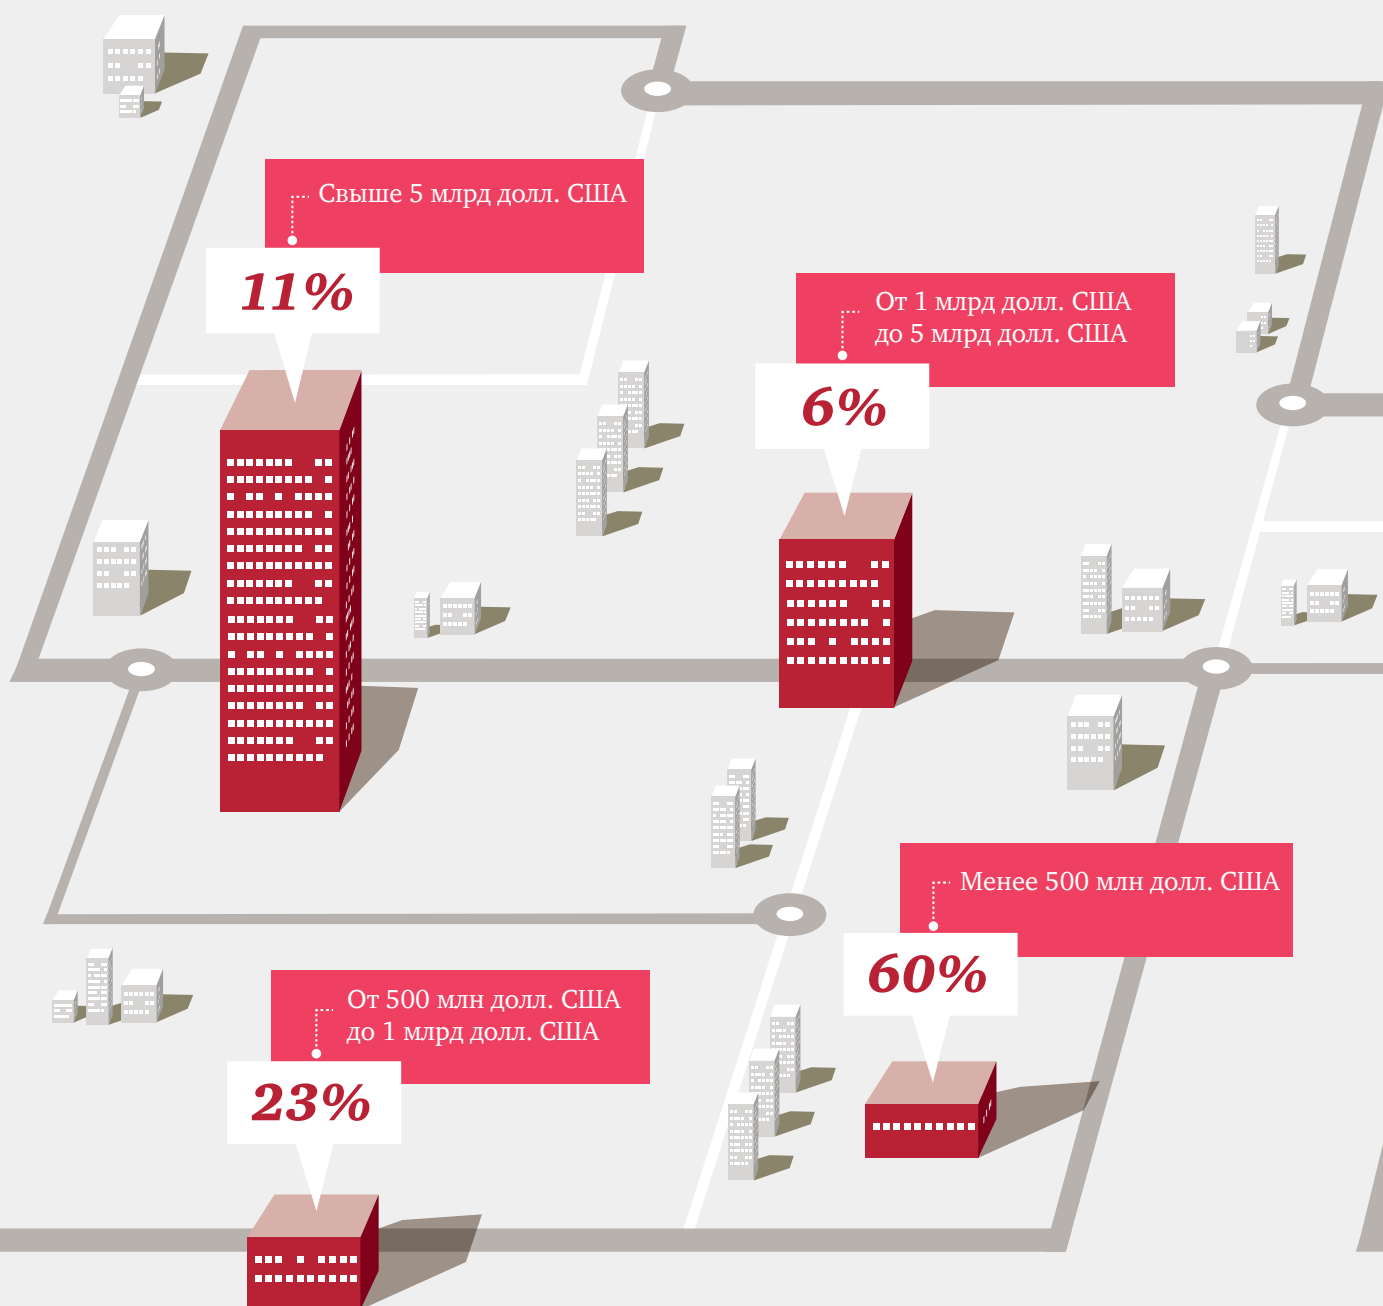 Свыше 5 млрд долл. США
11%
От 1 млрд долл. США
до 5 млрд долл. США
6%
Менее 500 млн долл. США
60%
От 500 млн долл. США
до 1 млрд долл. США
23%